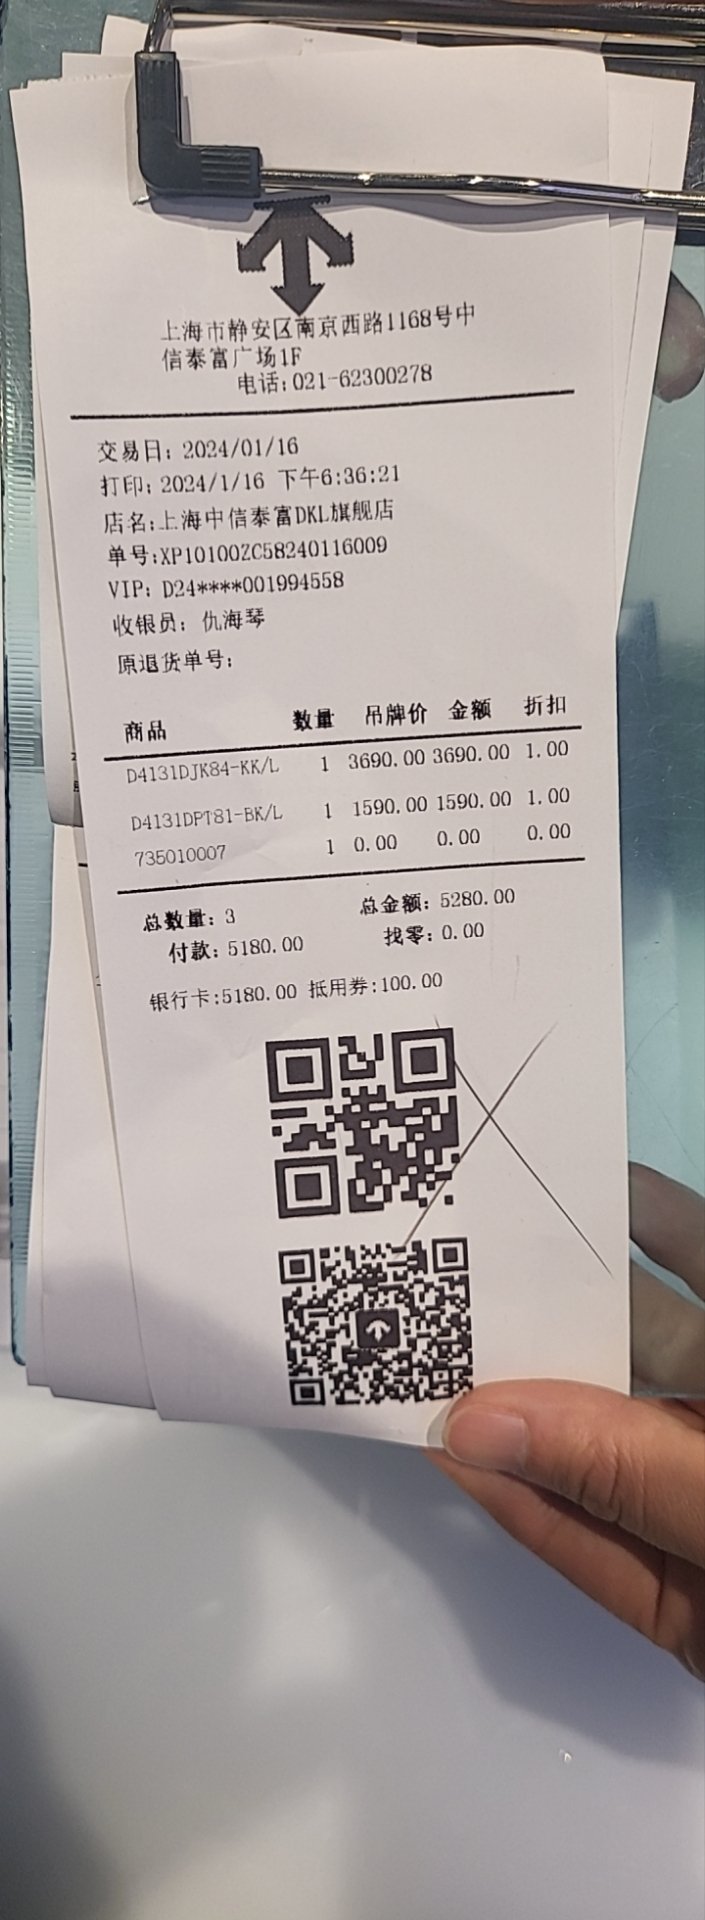 上海市静安区南京西路1168号中
信泰富广场1F
电话:021-62300278
交易日: 2024/01/16
打印: 2024/1/16 下午6:36:21
店名:上海中信泰富DKL旗舰店
单号:XP10100ZC58240116009
VIP: D24****001994558
收银员: 仇海琴
原退货单号:
商品 数量 吊牌价 金额 折扣
D4131DJK84-KK/L 1 3690.00 3690.00 1.00
D4131DPT81-BK/L 1 1590.00 1590.00 1.00
735010007 1 0.00 0.00 0.00
总数量: 3 总金额: 5280.00
付款: 5180.00 找零: 0.00
银行卡:5180.00 抵用券:100.00